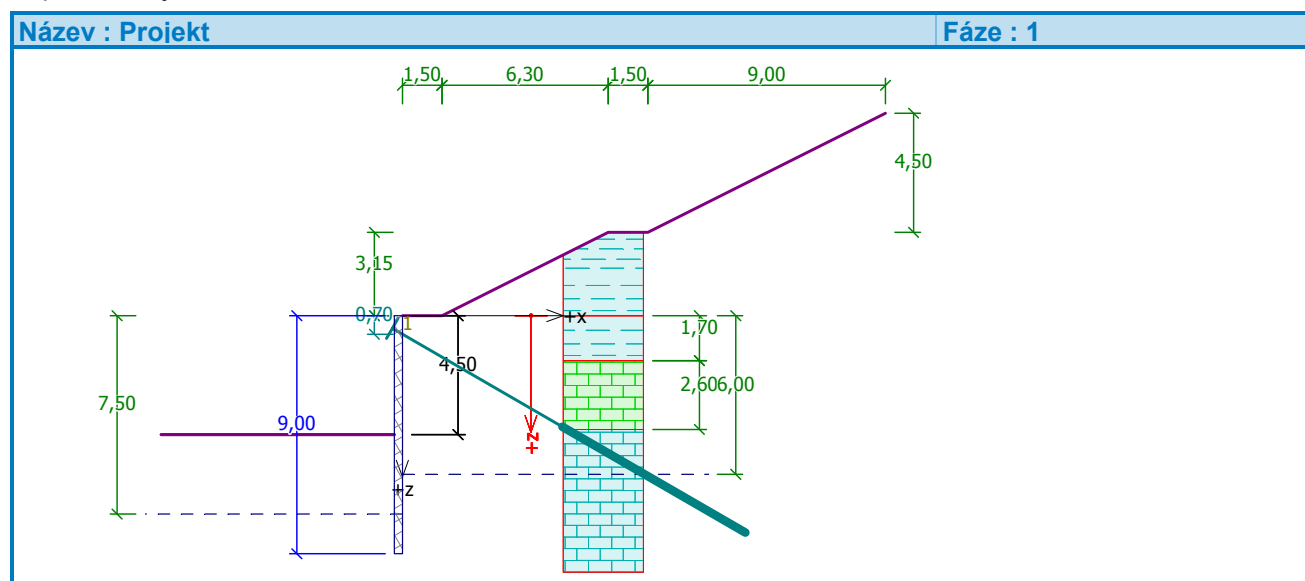 Název : Projekt Fáze : 1
1,50 6,30 1,50 9,00
4,50
3,15
0,70 1 +x
1,70
4,50
2,60 6,00
7,50
9,00
+z
+z